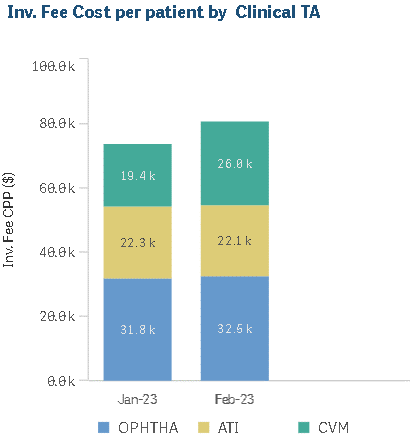 Inv. Fee Cost per patient by Clinical TA
Inv. Fee CPP ($)
100.0k
80.0k
60.0k
40.0k
20.0k
0.0k
19.4k
22.3k
31.8k
26.0k
22.1k
32.5k
Jan-23
Feb-23
OPHTHA
ATI
CVM